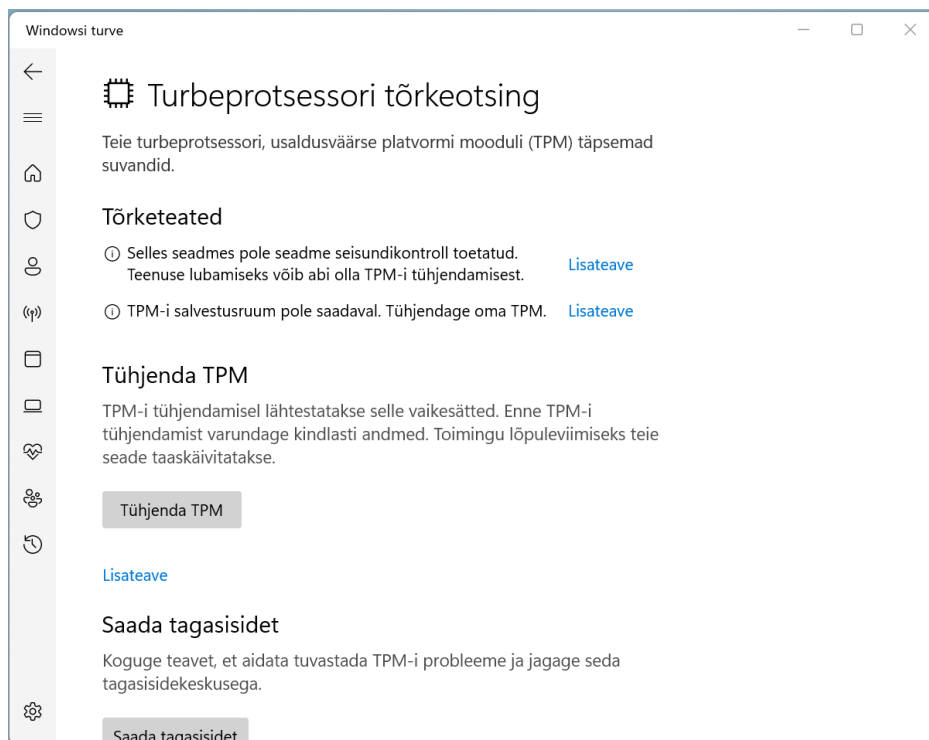 Windowsi turve
Turbeprotsessori tõrkeotsing
Teie turbeprotsessori, usaldusväärse platvormi mooduli (TPM) täpsemad
suvandid.
Tõrketeated
Selles seadmes pole seadme seisundikontroll toetatud.
Teenuse lubamiseks võib abi olla TPM-i tühjendamisest.
Lisateave
TPM-i salvestusruum pole saadaval. Tühjendage oma TPM.
Lisateave
Tühjenda TPM
TPM-i tühjendamisel lähtestatakse selle vaikesätted. Enne TPM-i
tühjendamist varundage kindlasti andmed. Toimingu lõpuleviimiseks teie
seade taaskäivitatakse.
Tühjenda TPM
Lisateave
Saada tagasisidet
Koguge teavet, et aidata tuvastada TPM-i probleeme ja jagage seda
tagasisidekeskusega.
Saada tagasisidet